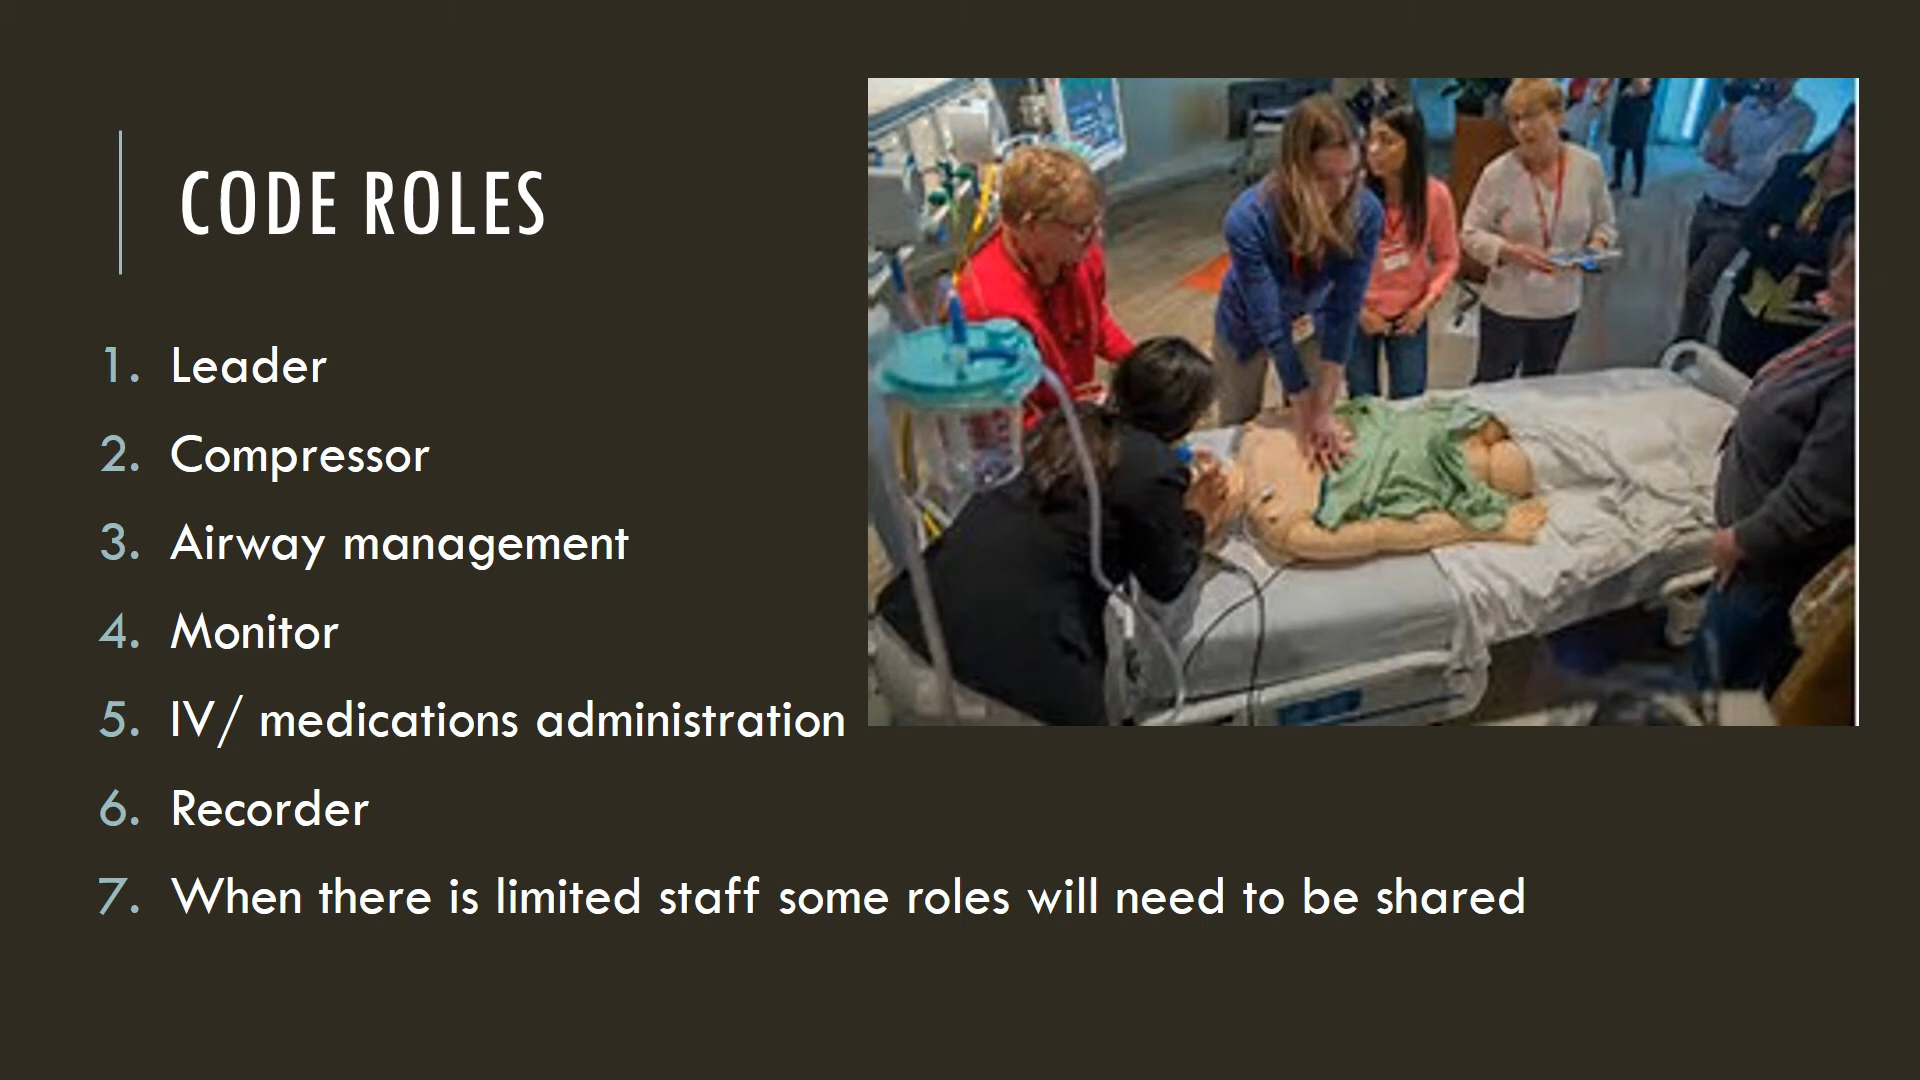 CODE ROLES
1. Leader
2. Compressor
3. Airway management
4. Monitor
5. IV/ medications administration
6. Recorder
7. When there is limited staff some roles will need to be shared